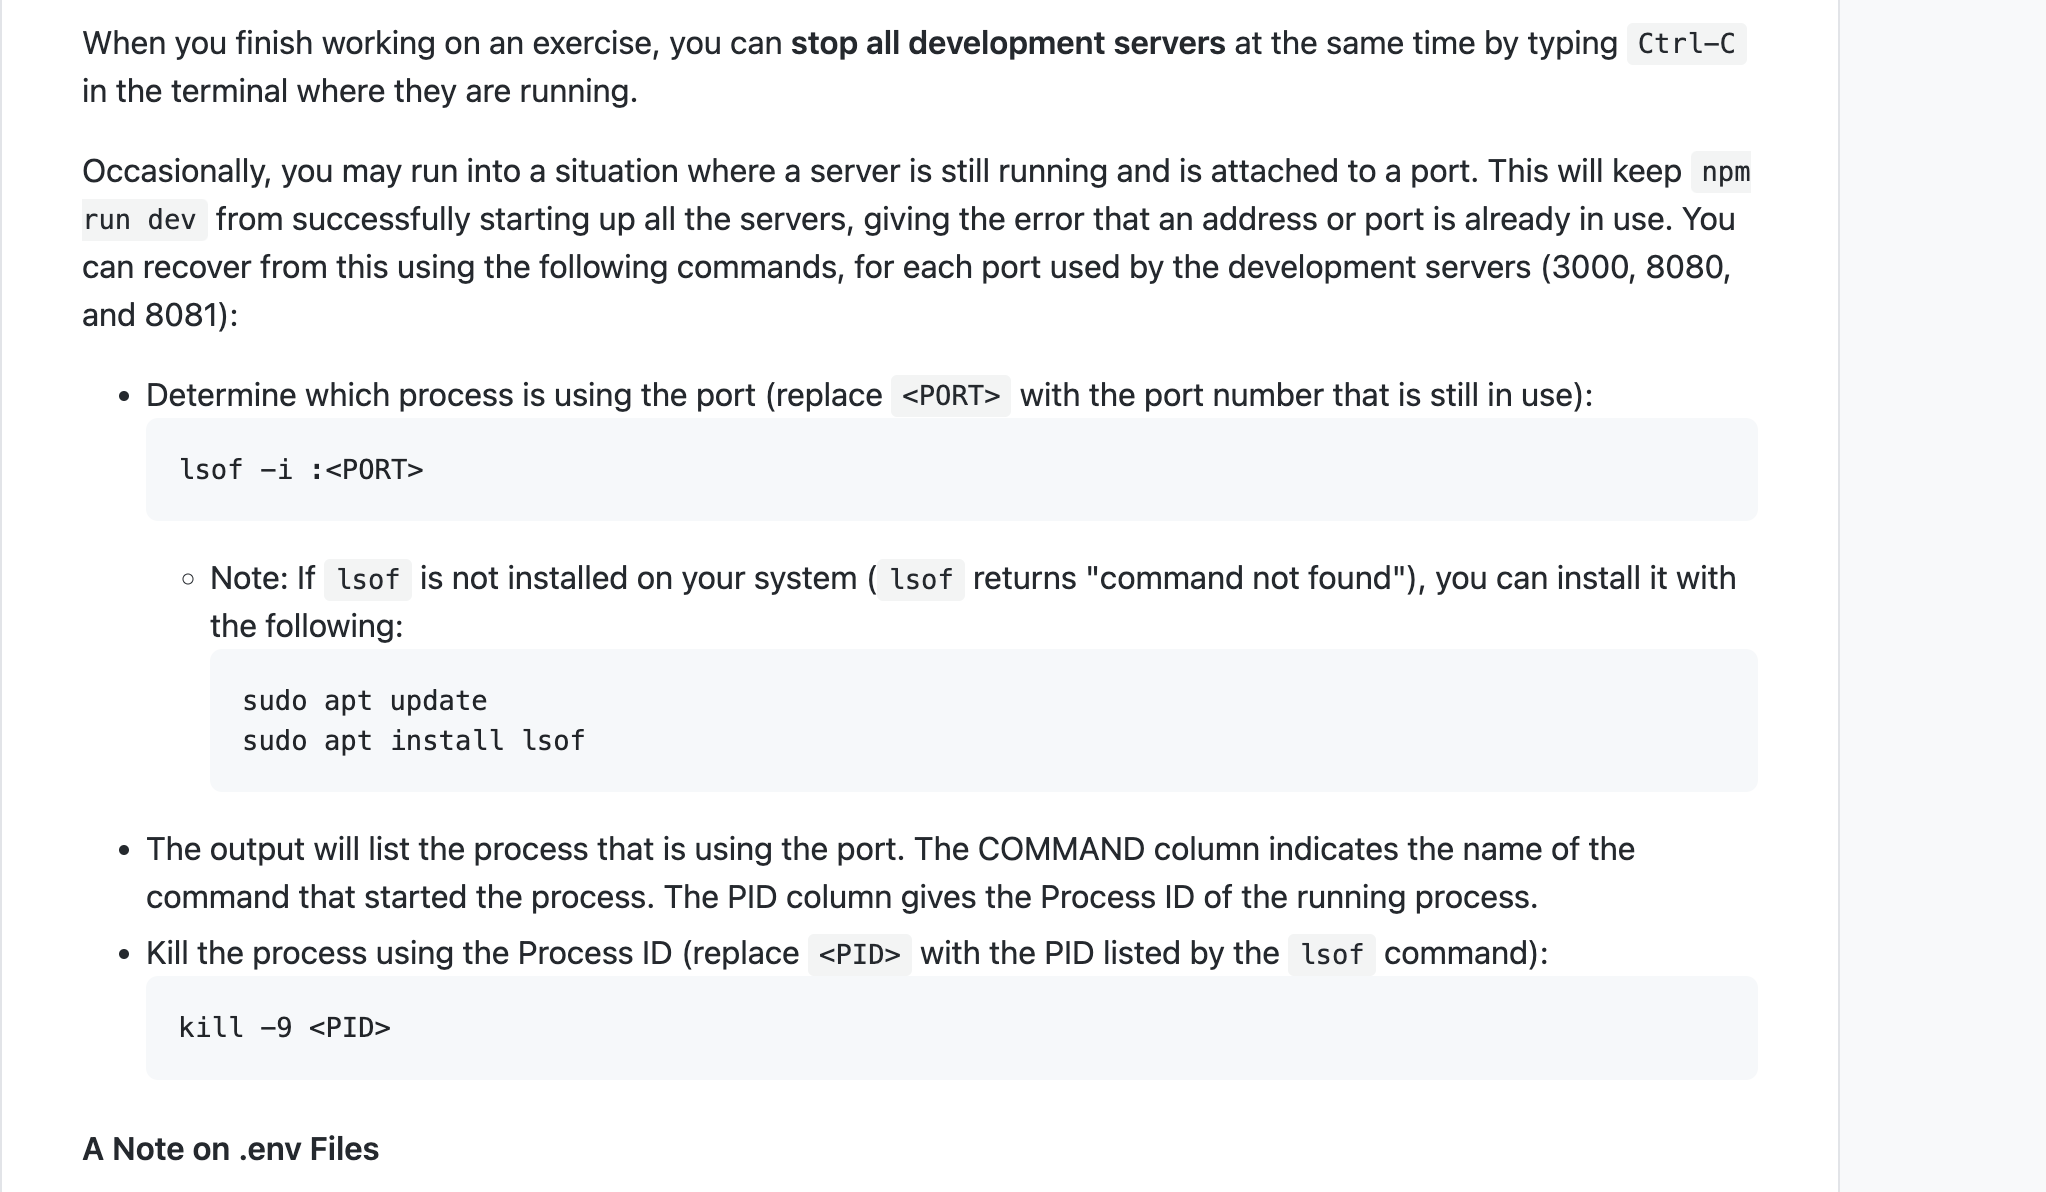 When you finish working on an exercise, you can stop all development servers at the same time by typing Ctrl-C
in the terminal where they are running.
Occasionally, you may run into a situation where a server is still running and is attached to a port. This will keep npm
run dev from successfully starting up all the servers, giving the error that an address or port is already in use. You
can recover from this using the following commands, for each port used by the development servers (3000, 8080,
and 8081):
• Determine which process is using the port (replace <PORT> with the port number that is still in use):
lsof -i :<PORT>
◦ Note: If lsof is not installed on your system ( lsof returns "command not found"), you can install it with
the following:
sudo apt update
sudo apt install lsof
• The output will list the process that is using the port. The COMMAND column indicates the name of the
command that started the process. The PID column gives the Process ID of the running process.
• Kill the process using the Process ID (replace <PID> with the PID listed by the lsof command):
kill -9 <PID>
A Note on .env Files